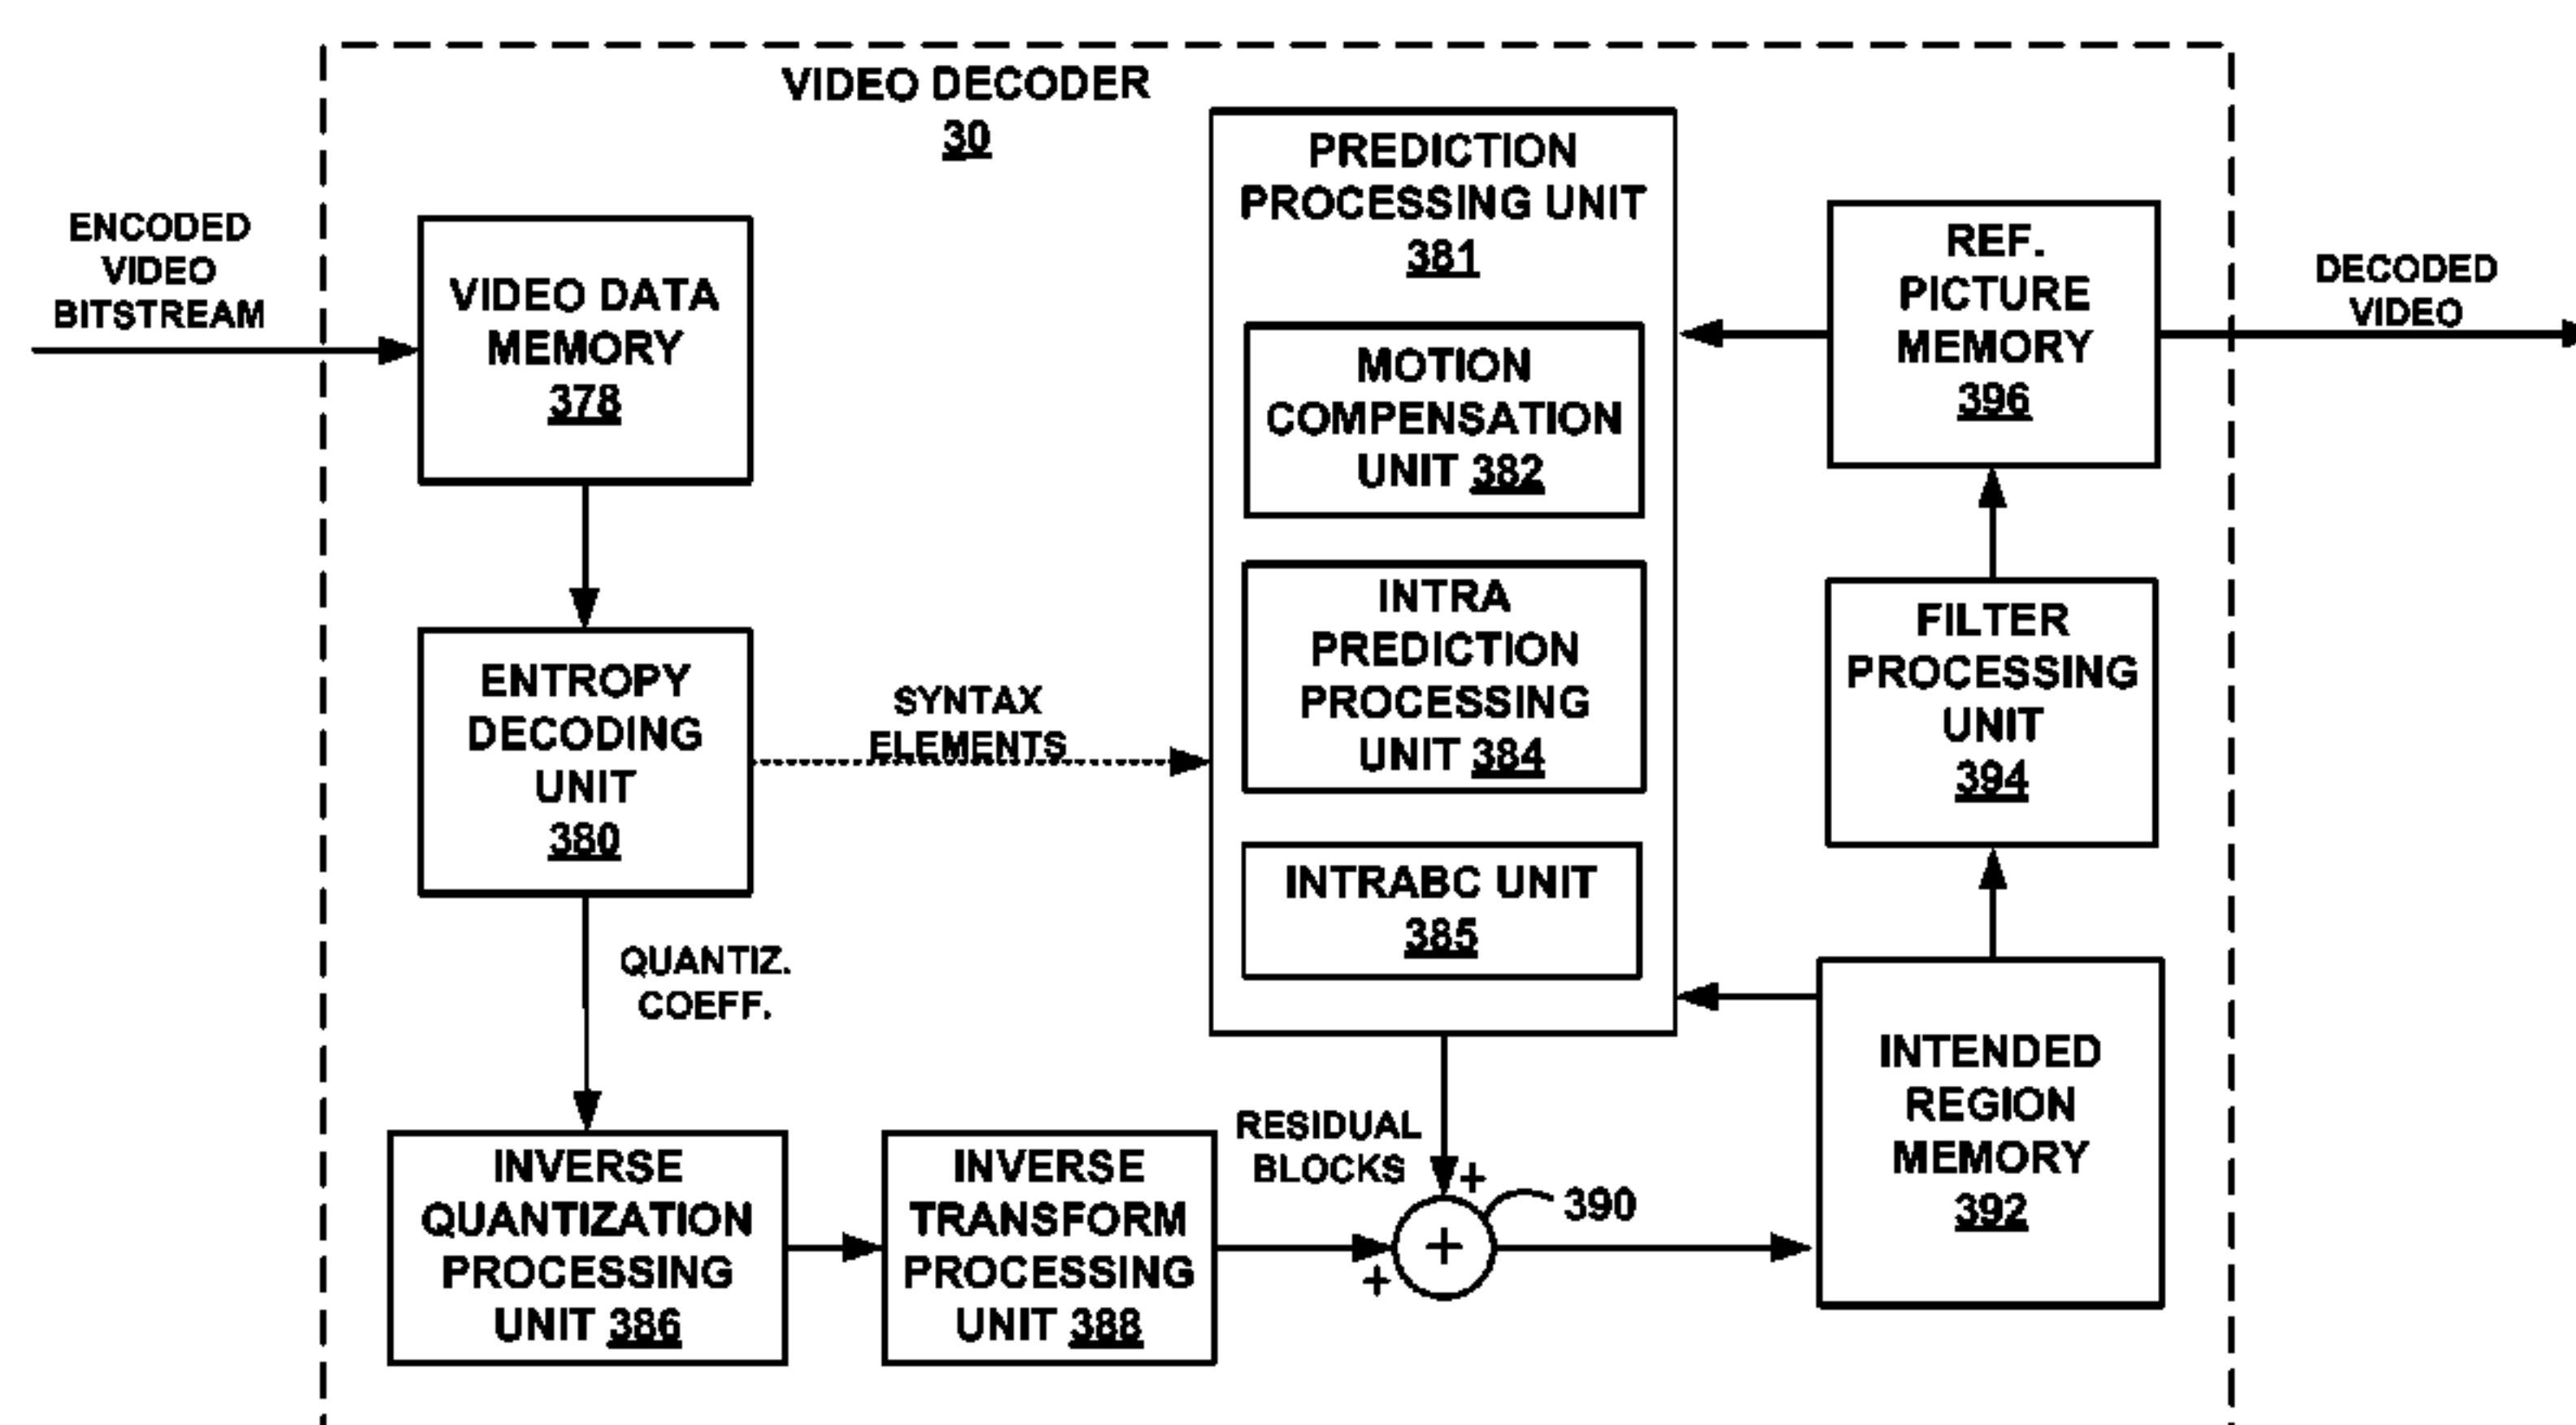 VIDEO DECODER
30
ENCODED
VIDEO
BITSTREAM
VIDEO DATA
MEMORY
378
ENTROPY
DECODING
UNIT
380
SYNTAX
ELEMENTS
QUANTIZ.
COEFF.
INVERSE
QUANTIZATION
PROCESSING
UNIT 386
INVERSE
TRANSFORM
PROCESSING
UNIT 388
RESIDUAL
BLOCKS
PREDICTION
PROCESSING UNIT
381
MOTION
COMPENSATION
UNIT 382
INTRA
PREDICTION
PROCESSING
UNIT 384
INTRABC UNIT
385
+
+
+
390
REF.
PICTURE
MEMORY
396
FILTER
PROCESSING
UNIT
394
INTENDED
REGION
MEMORY
392
DECODED
VIDEO